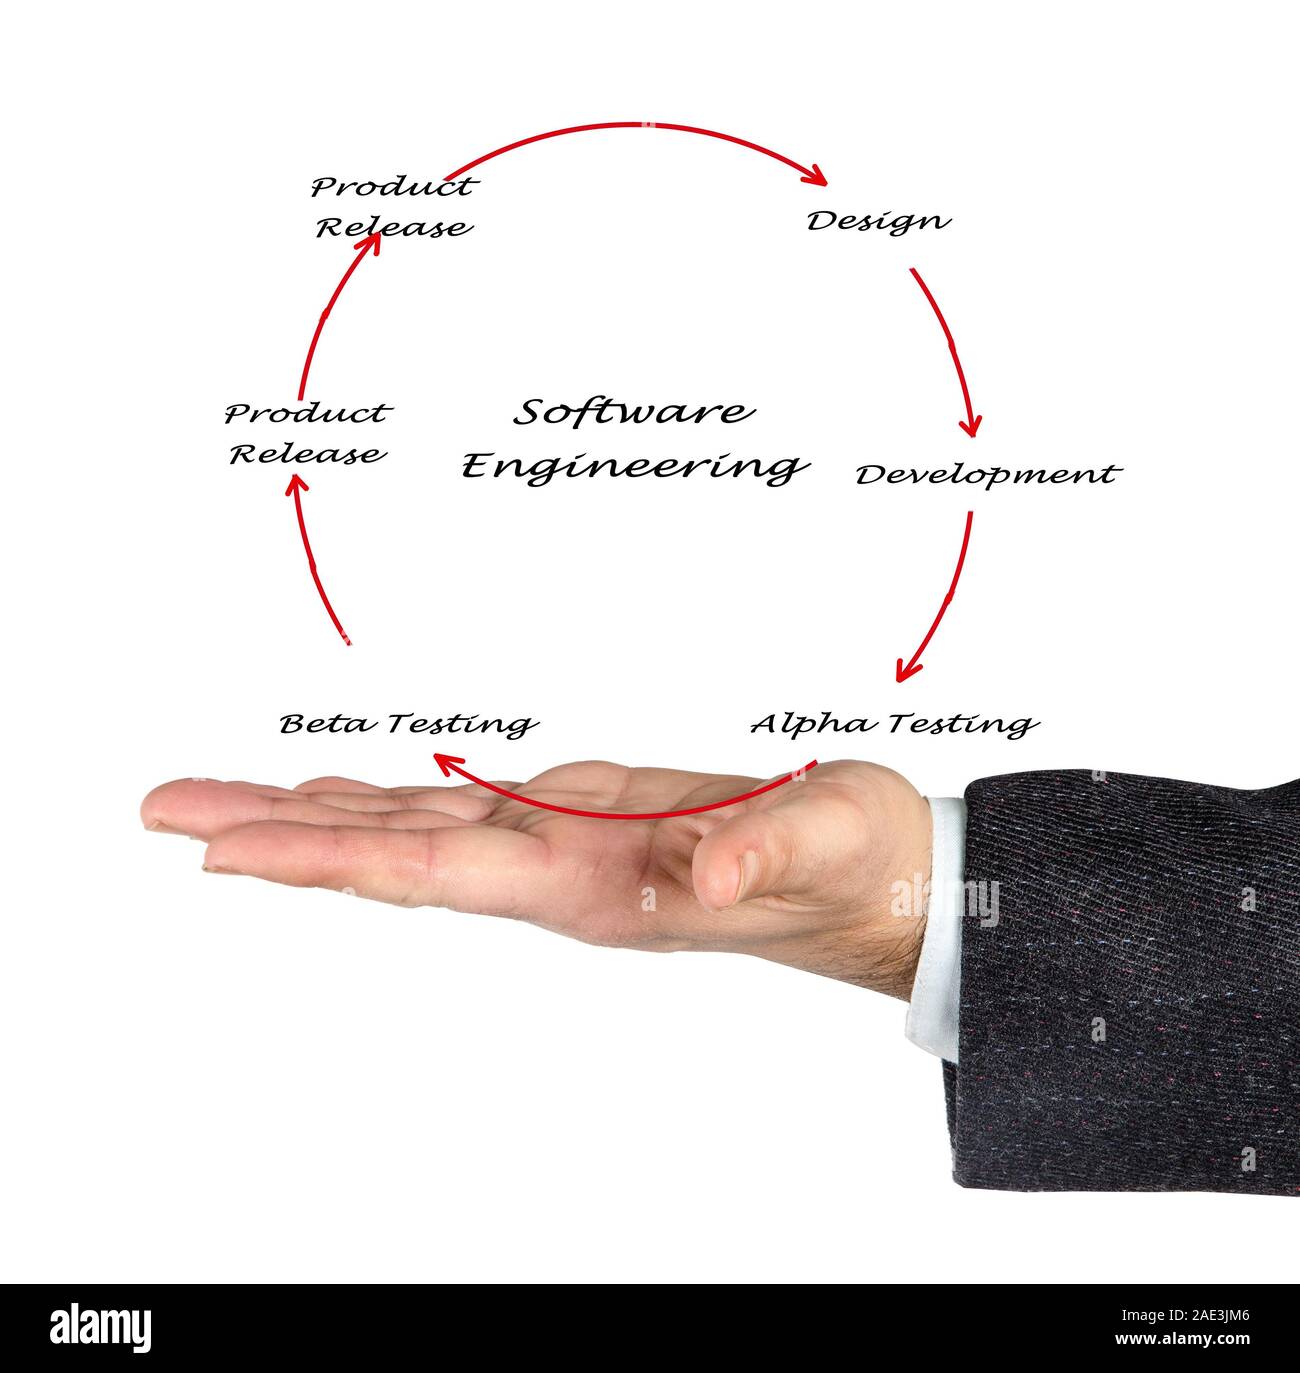 Product
Release
Design
Product
Release
Software
Engineering
Development
Beta Testing
Alpha Testing
alamy
a
a
a
a
alamy
Image ID: 2AE3JM6
www.alamy.com